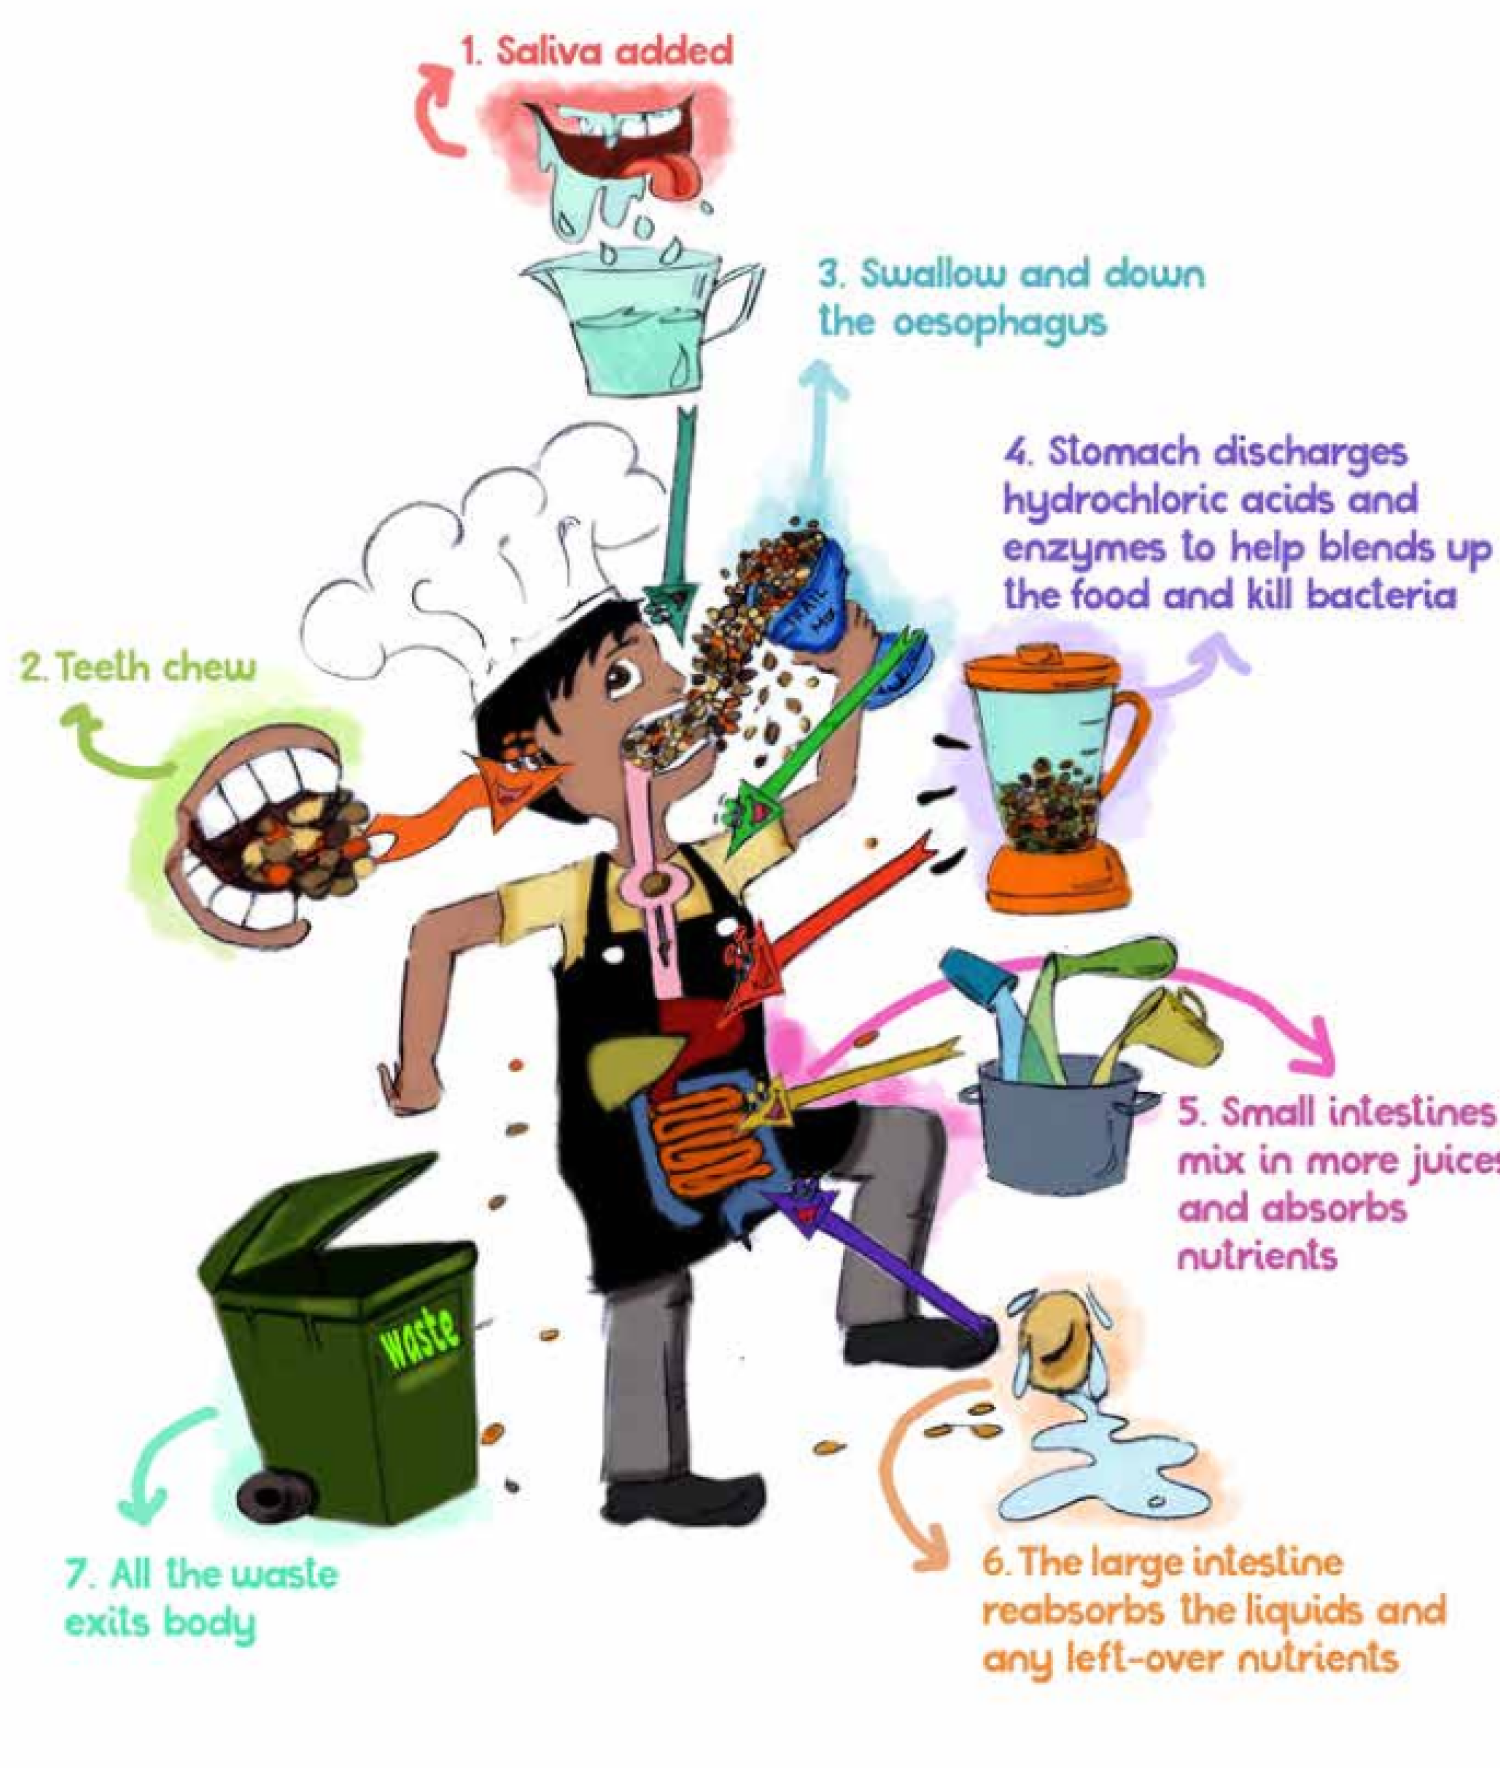 1. Saliva added
2. Teeth chew
3. Swallow and down
the oesophagus
TRAIL
MIX
4. Stomach discharges
hydrochloric acids and
enzymes to help blends up
the food and kill bacteria
5. Small intestines
mix in more juices
and absorbs
nutrients
6. The large intestine
reabsorbs the liquids and
any left-over nutrients
waste
7. All the waste
exits body